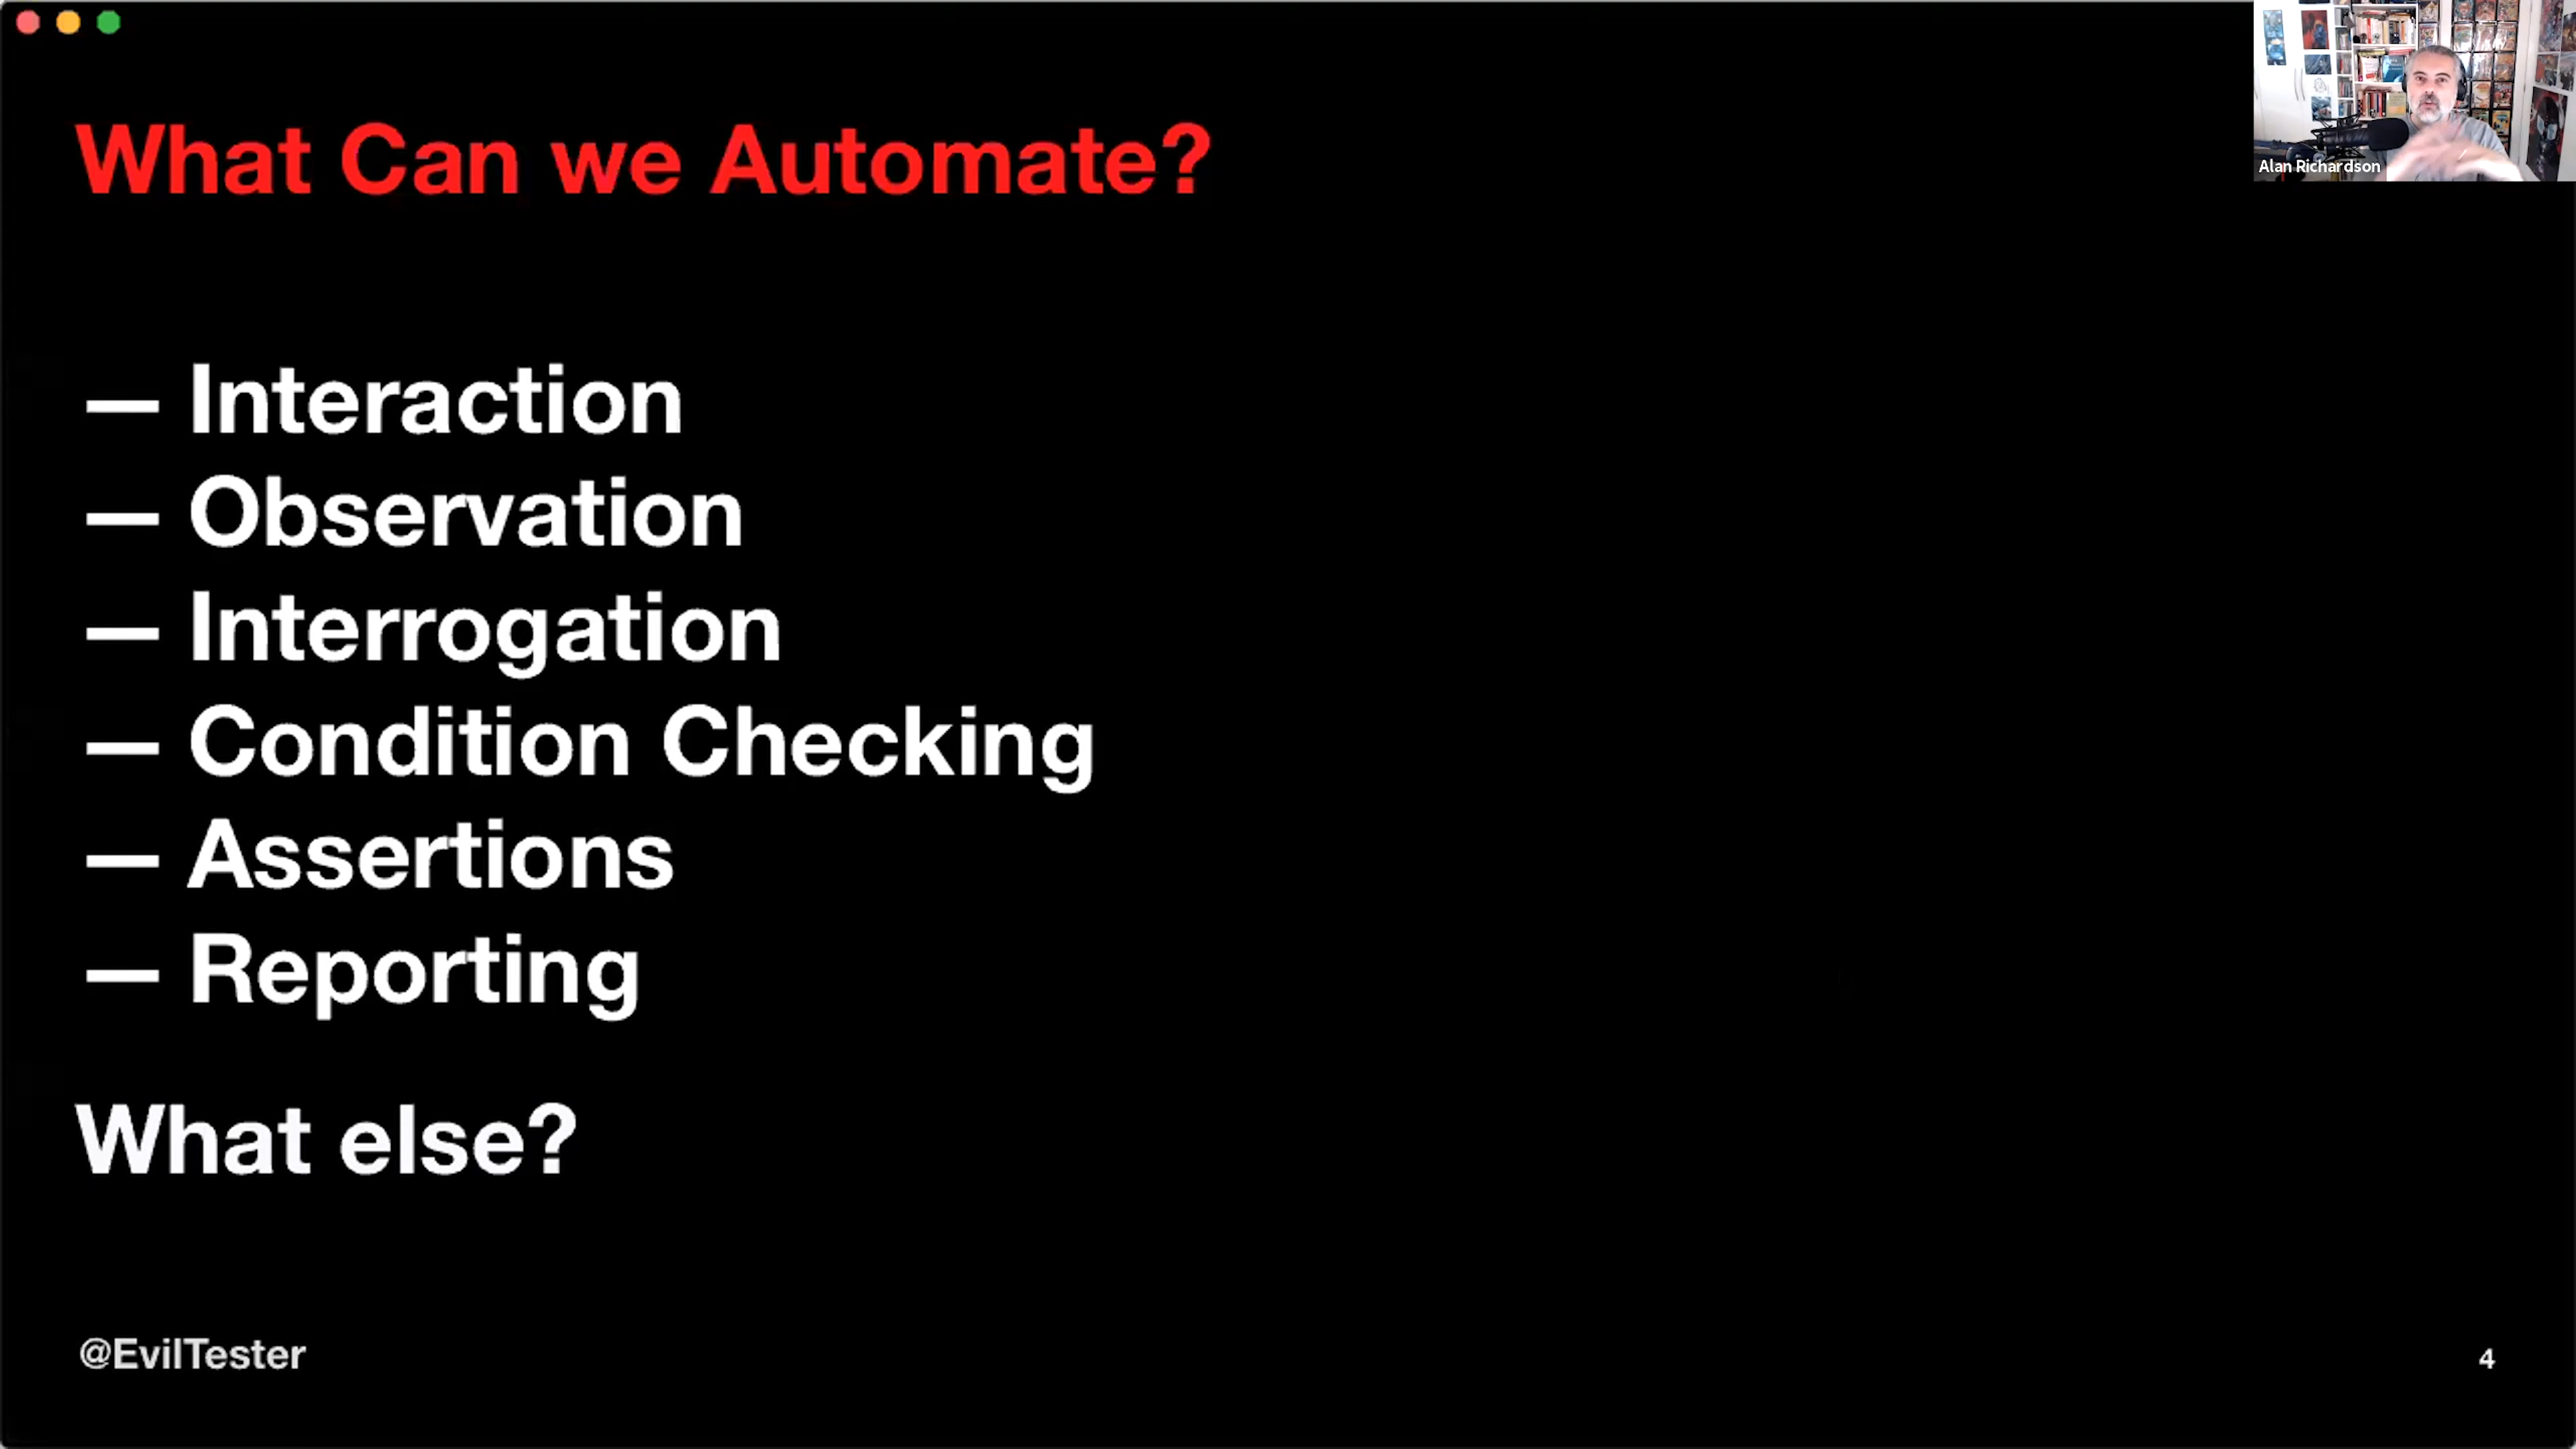 What Can we Automate?
Alan Richardson
— Interaction
— Observation
— Interrogation
— Condition Checking
— Assertions
— Reporting
What else?
@EvilTester
4